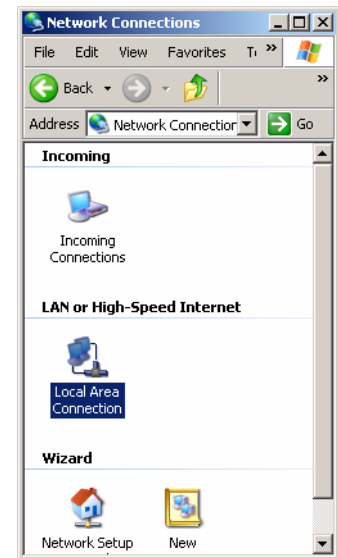 Network Connections
File Edit View Favorites To »
Back »
Address Network Connection Go
Incoming
Incoming
Connections
LAN or High-Speed Internet
Local Area
Connection
Wizard
Network Setup New